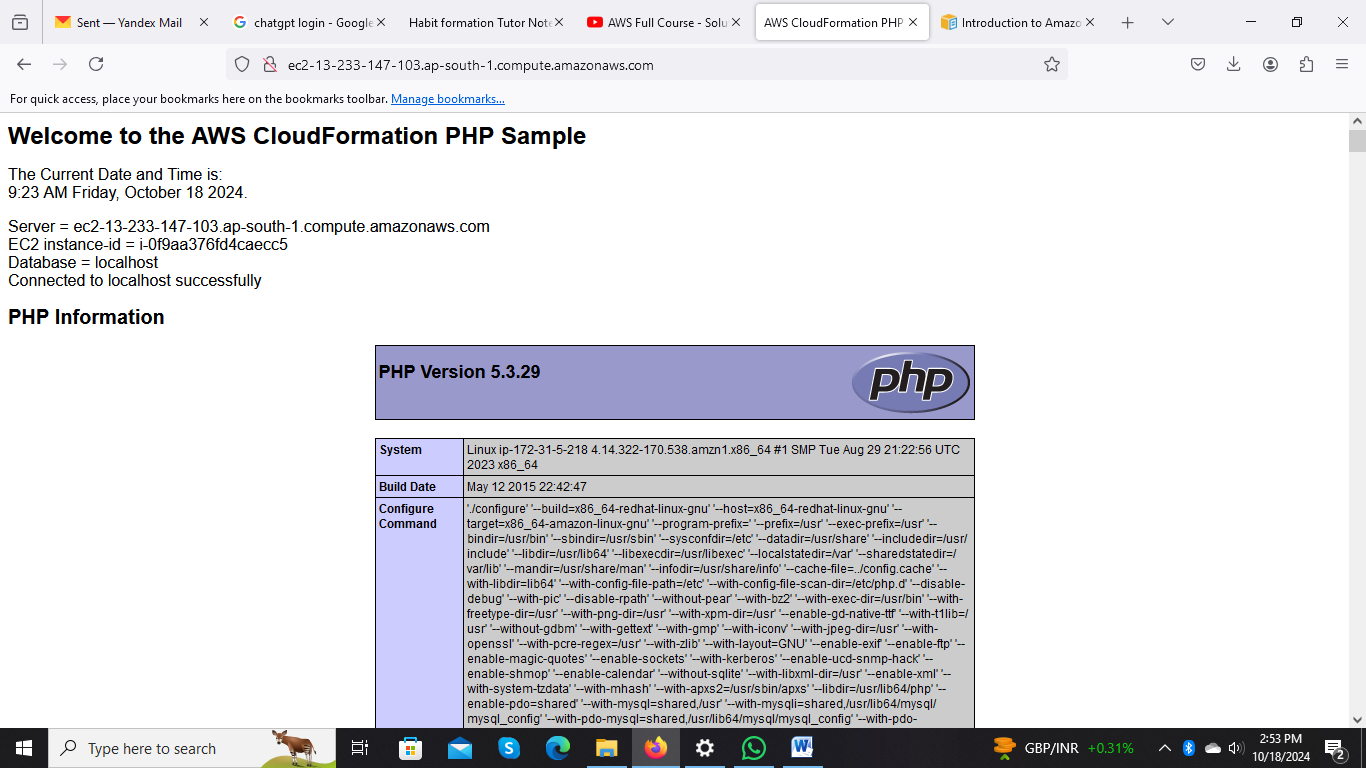 Sent — Yandex Mail
chatgpt login - Google
Habit formation Tutor Note
AWS Full Course - Solu
AWS CloudFormation PHP
Introduction to Amazo
ec2-13-233-147-103.ap-south-1.compute.amazonaws.com
For quick access, place your bookmarks here on the bookmarks toolbar. Manage bookmarks...
Welcome to the AWS CloudFormation PHP Sample
The Current Date and Time is:
9:23 AM Friday, October 18 2024.
Server = ec2-13-233-147-103.ap-south-1.compute.amazonaws.com
EC2 instance-id = i-0f9aa376fd4caecc5
Database = localhost
Connected to localhost successfully
PHP Information
PHP Version 5.3.29
php
System
Linux ip-172-31-5-218 4.14.322-170.538.amzn1.x86_64 #1 SMP Tue Aug 29 21:22:56 UTC
2023 x86_64
Build Date
May 12 2015 22:42:47
Configure
Command
'./configure' '--build=x86_64-redhat-linux-gnu' '--host=x86_64-redhat-linux-gnu' '--
target=x86_64-amazon-linux-gnu' '--program-prefix=' '--prefix=/usr' '--exec-prefix=/usr' '--
bindir=/usr/bin' '--sbindir=/usr/sbin' '--sysconfdir=/etc' '--datadir=/usr/share' '--includedir=/usr/
include' '--libdir=/usr/lib64' '--libexecdir=/usr/libexec' '--localstatedir=/var' '--sharedstatedir=/
var/lib' '--mandir=/usr/share/man' '--infodir=/usr/share/info' '--cache-file=../config.cache' '--
with-libdir=lib64' '--with-config-file-path=/etc' '--with-config-file-scan-dir=/etc/php.d' '--disable-
debug' '--with-pic' '--disable-rpath' '--without-pear' '--with-bz2' '--with-exec-dir=/usr/bin' '--with-
freetype-dir=/usr' '--with-png-dir=/usr' '--with-xpm-dir=/usr' '--enable-gd-native-ttf' '--with-t1lib=/
usr' '--without-gdbm' '--with-gettext' '--with-gmp' '--with-iconv' '--with-jpeg-dir=/usr' '--with-
openssl' '--with-pcre-regex=/usr' '--with-zlib' '--with-layout=GNU' '--enable-exif' '--enable-ftp' '--
enable-magic-quotes' '--enable-sockets' '--with-kerberos' '--enable-ucd-snmp-hack' '--
enable-shmop' '--enable-calendar' '--without-sqlite' '--with-libxml-dir=/usr' '--enable-xml' '--
with-system-tzdata' '--with-mhash' '--with-apxs2=/usr/sbin/apxs' '--libdir=/usr/lib64/php' '--
enable-pdo=shared' '--with-mysql=shared,/usr' '--with-mysqli=shared,/usr/lib64/mysql/
mysql_config' '--with-pdo-mysql=shared,/usr/lib64/mysql/mysql_config' '--with-pdo-
Type here to search
GBP/INR +0.31%
2:53 PM
10/18/2024
2